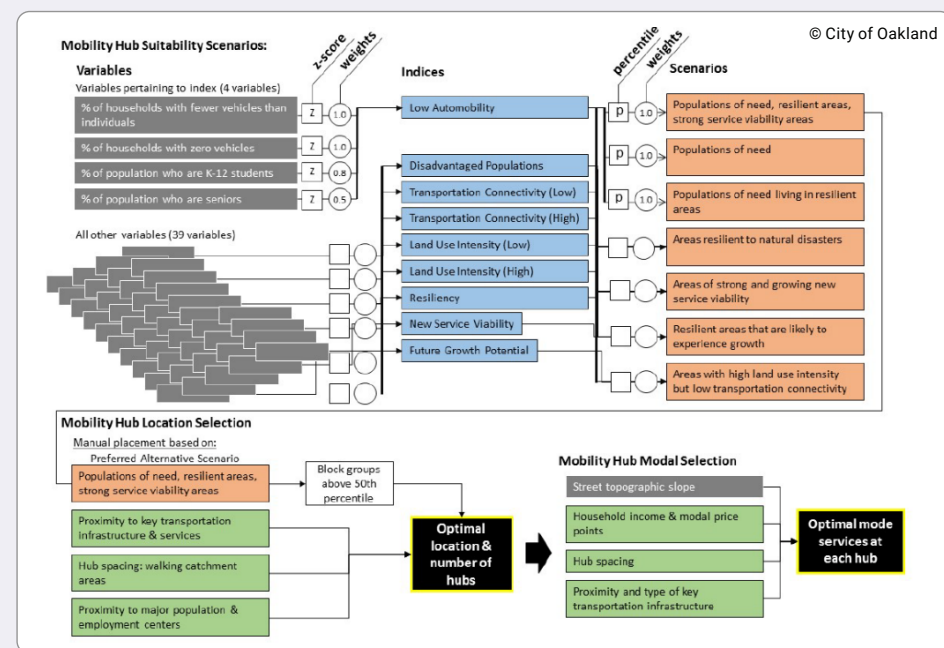 © City of Oakland
Mobility Hub Suitability Scenarios:
z-score
weights
percentile
weights
Variables
Indices
Scenarios
Variables pertaining to index (4 variables)
% of households with fewer vehicles than
individuals
z
1.0
% of households with zero vehicles
z
1.0
% of population who are K-12 students
z
0.8
% of population who are seniors
z
0.5
All other variables (39 variables)
Low Automobility
Disadvantaged Populations
Transportation Connectivity (Low)
Transportation Connectivity (High)
Land Use Intensity (Low)
Land Use Intensity (High)
Resiliency
New Service Viability
Future Growth Potential
p
1.0
Populations of need, resilient areas,
strong service viability areas
p
1.0
Populations of need
p
1.0
Populations of need living in resilient
areas
Areas resilient to natural disasters
Areas of strong and growing new
service viability
Resilient areas that are likely to
experience growth
Areas with high land use intensity
but low transportation connectivity
Mobility Hub Location Selection
Manual placement based on:
Preferred Alternative Scenario
Populations of need, resilient areas,
strong service viability areas
Block groups
above 50th
percentile
Proximity to key transportation
infrastructure & services
Hub spacing: walking catchment
areas
Proximity to major population &
employment centers
Optimal
location &
number of
hubs
Mobility Hub Modal Selection
Street topographic slope
Household income & modal price
points
Hub spacing
Proximity and type of key
transportation infrastructure
Optimal mode
services at
each hub